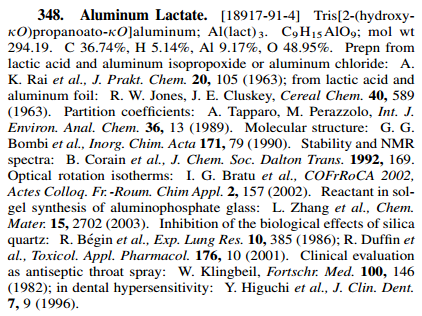 348. Aluminum Lactate. [18917-91-4] Tris[2-(hydroxy-
κO)propanoato-κO]aluminum; Al(lact)3. C9H15AlO9; mol wt
294.19. C 36.74%, H 5.14%, Al 9.17%, O 48.95%. Prepn from
lactic acid and aluminum isopropoxide or aluminum chloride: A.
K. Rai et al., J. Prakt. Chem. 20, 105 (1963); from lactic acid and
aluminum foil: R. W. Jones, J. E. Cluskey, Cereal Chem. 40, 589
(1963). Partition coefficients: A. Tapparo, M. Perazzolo, Int. J.
Environ. Anal. Chem. 36, 13 (1989). Molecular structure: G. G.
Bombi et al., Inorg. Chim. Acta 171, 79 (1990). Stability and NMR
spectra: B. Corain et al., J. Chem. Soc. Dalton Trans. 1992, 169.
Optical rotation isotherms: I. G. Bratu et al., COFrRoCA 2002,
Actes Colloq. Fr.-Roum. Chim Appl. 2, 157 (2002). Reactant in sol-
gel synthesis of aluminophosphate glass: L. Zhang et al., Chem.
Mater. 15, 2702 (2003). Inhibition of the biological effects of silica
quartz: R. Bégin et al., Exp. Lung Res. 10, 385 (1986); R. Duffin et
al., Toxicol. Appl. Pharmacol. 176, 10 (2001). Clinical evaluation
as antiseptic throat spray: W. Klingbeil, Fortschr. Med. 100, 146
(1982); in dental hypersensitivity: Y. Higuchi et al., J. Clin. Dent.
7, 9 (1996).